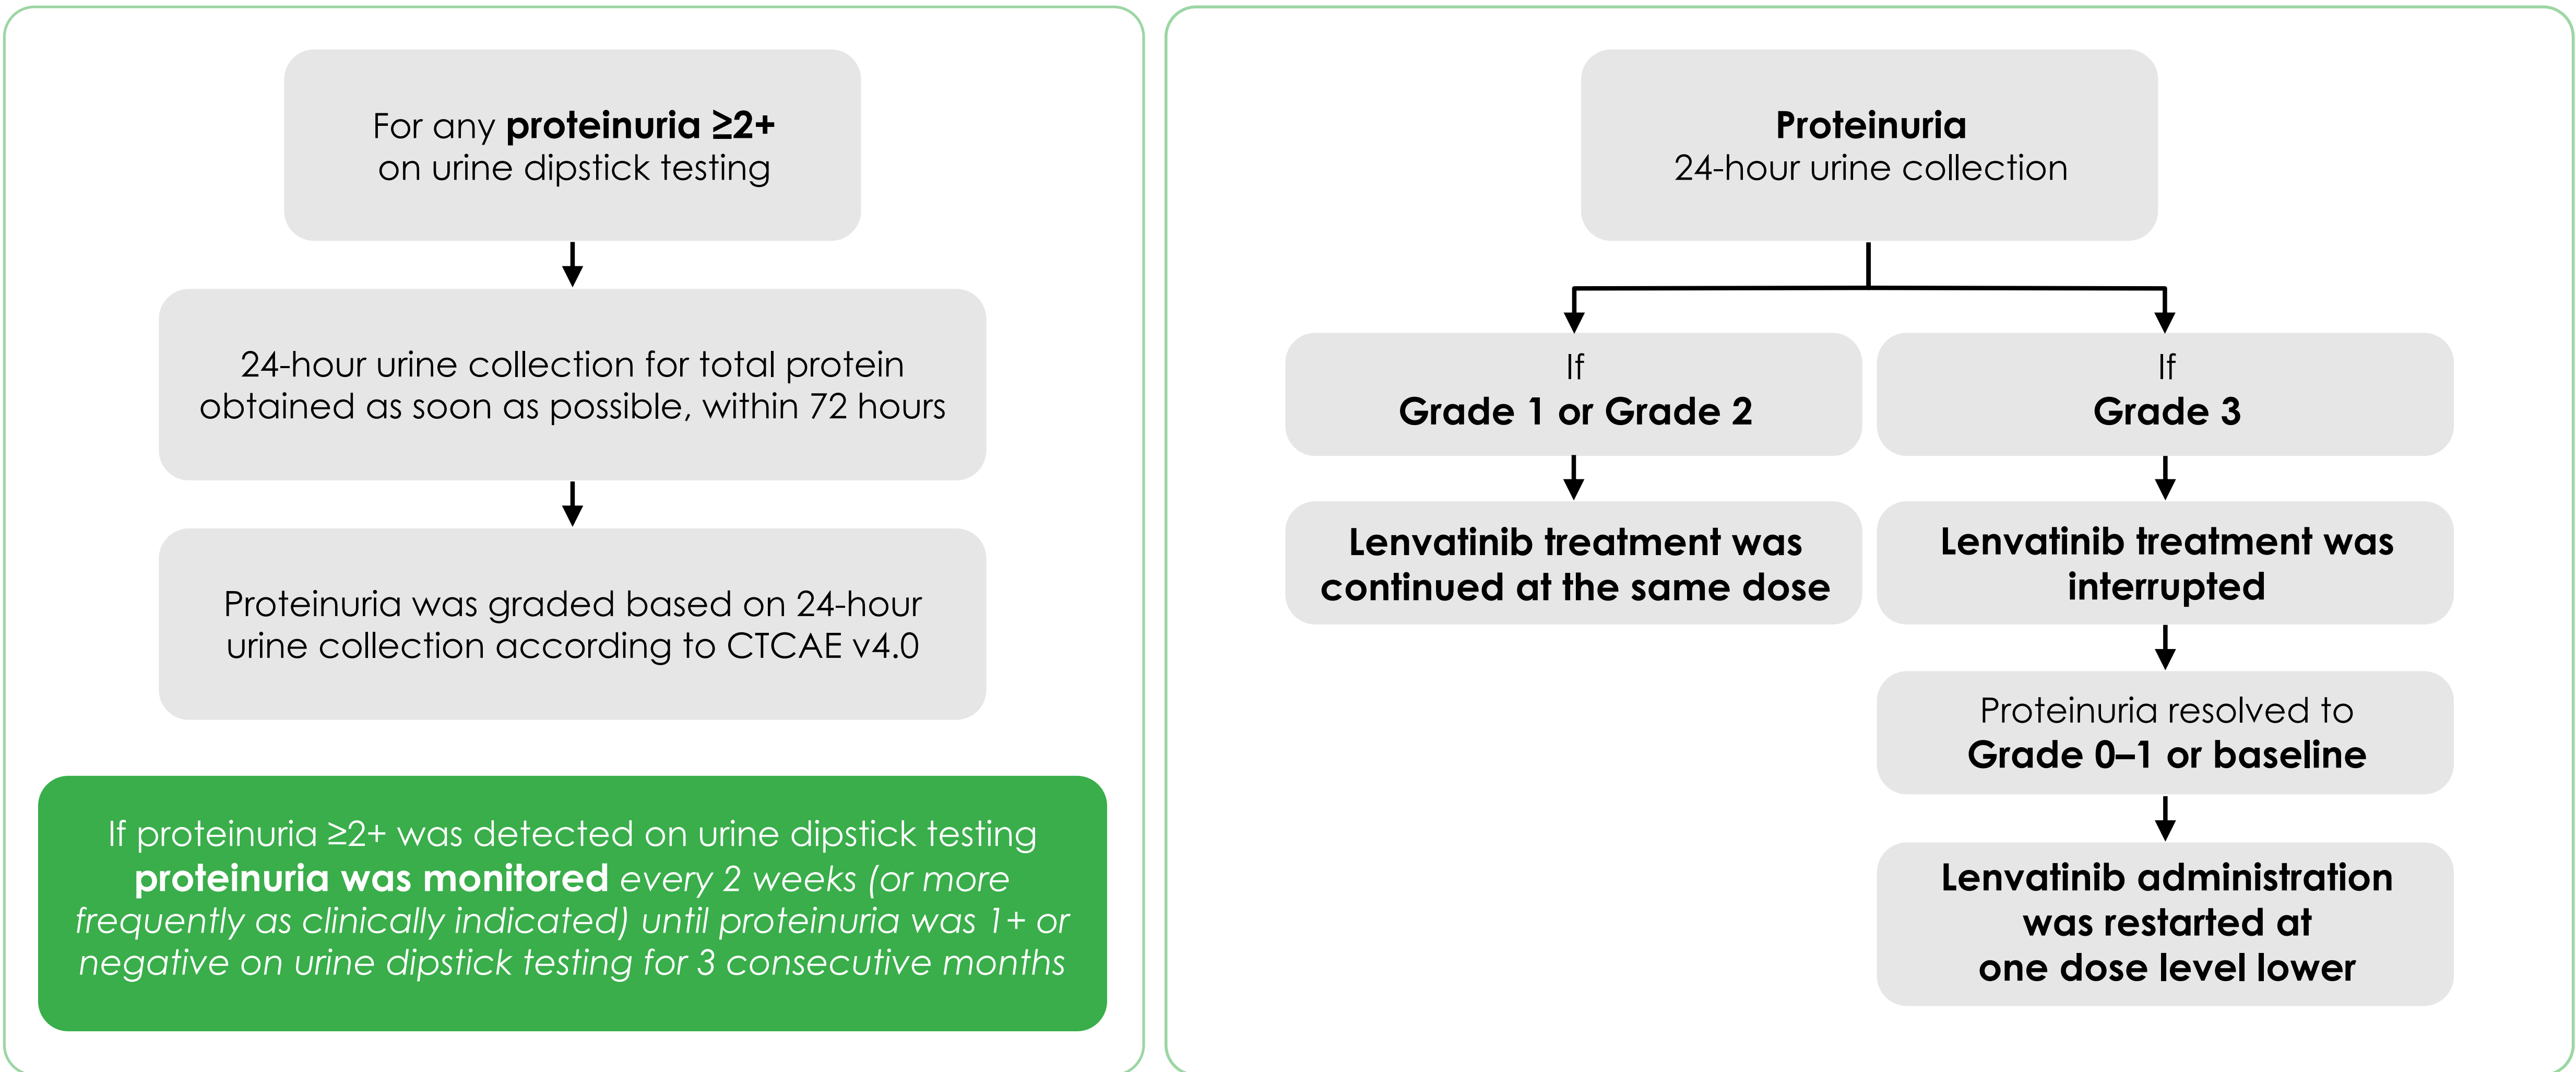 For any proteinuria ≥2+
on urine dipstick testing
24-hour urine collection for total protein
obtained as soon as possible, within 72 hours
Proteinuria was graded based on 24-hour
urine collection according to CTCAE v4.0
If proteinuria ≥2+ was detected on urine dipstick testing
proteinuria was monitored every 2 weeks (or more
frequently as clinically indicated) until proteinuria was 1+ or
negative on urine dipstick testing for 3 consecutive months
Proteinuria
24-hour urine collection
If
Grade 1 or Grade 2
Lenvatinib treatment was
continued at the same dose
If
Grade 3
Lenvatinib treatment was
interrupted
Proteinuria resolved to
Grade 0–1 or baseline
Lenvatinib administration
was restarted at
one dose level lower